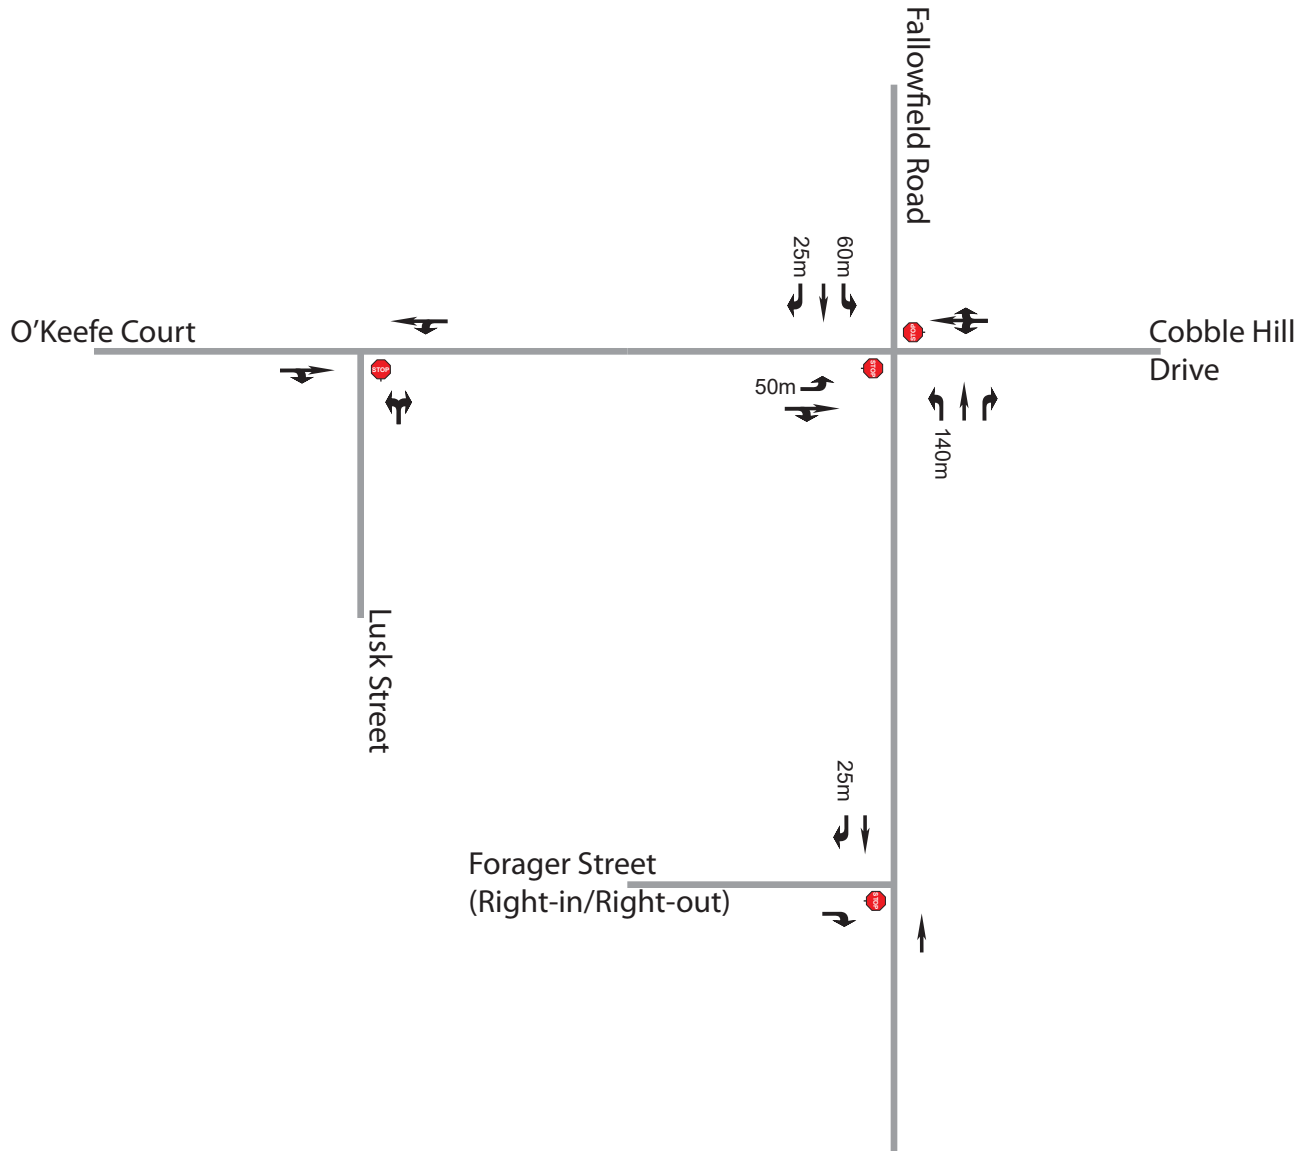 Fallowfield Road
25m
60m
O'Keefe Court
STOP
Cobble Hill
Drive
STOP
STOP
50m
140m
Lusk Street
25m
Forager Street
(Right-in/Right-out)
STOP